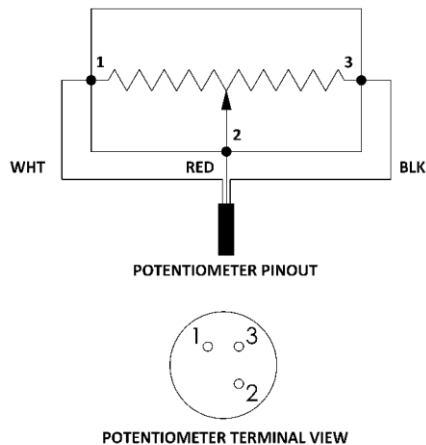 1 3
2
WHT RED BLK
POTENTIOMETER PINOUT
1 3
2
POTENTIOMETER TERMINAL VIEW